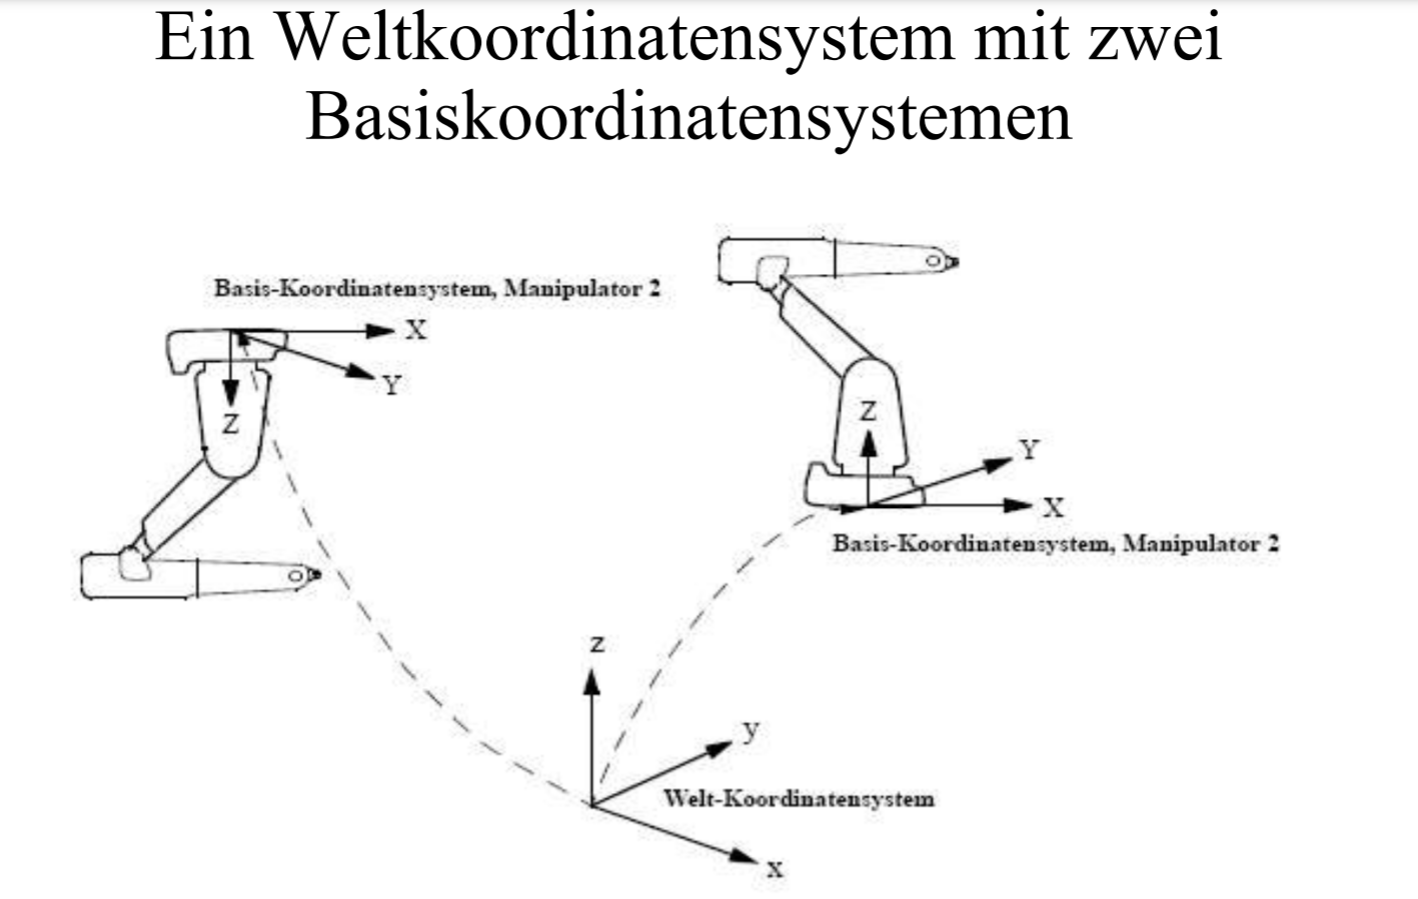 Ein Weltkoordinatensystem mit zwei
Basiskoordinatensystemen
Basis-Koordinatensystem, Manipulator 2
X
Y
Z
Z
Y
X
Basis-Koordinatensystem, Manipulator 2
z
y
Welt-Koordinatensystem
x